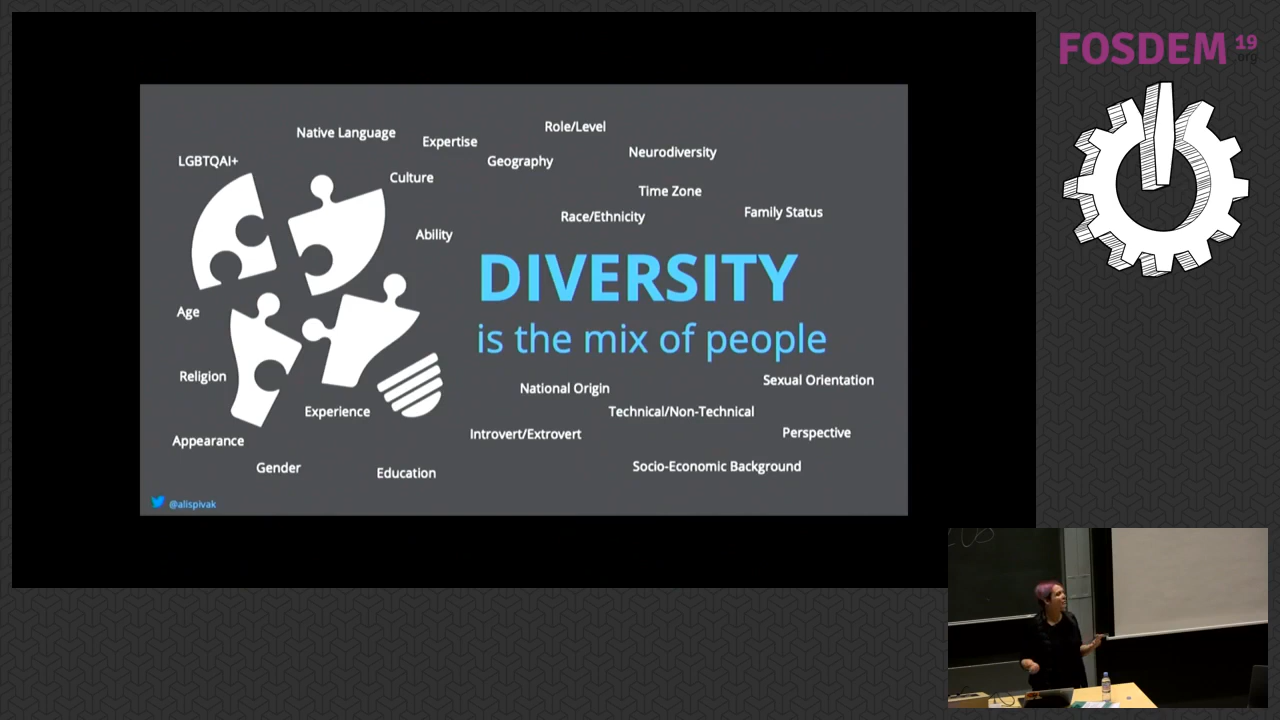 FOSDEM 19
.org
Role/Level
Native Language
Expertise
Neurodiversity
LGBTQAI+
Geography
Culture
Time Zone
Race/Ethnicity
Family Status
Ability
DIVERSITY
is the mix of people
Age
Religion
National Origin
Sexual Orientation
Experience
Technical/Non-Technical
Introvert/Extrovert
Perspective
Appearance
Gender
Education
Socio-Economic Background
@alispivak